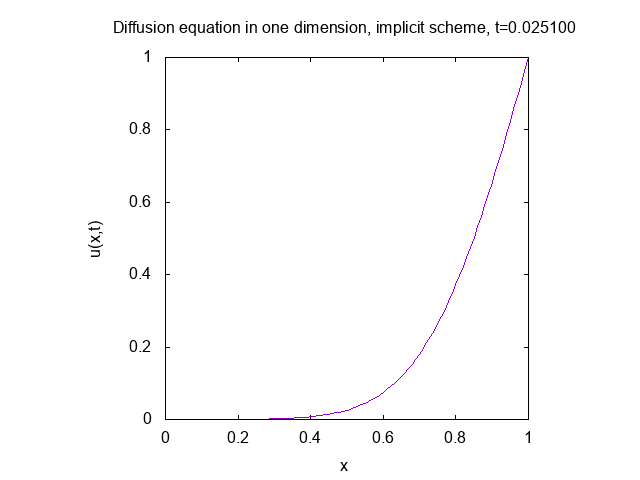 Diffusion equation in one dimension, implicit scheme, t=0.025100
1
0.8
0.6
0.4
0.2
0
u(x,t)
0 0.2 0.4 0.6 0.8 1
x